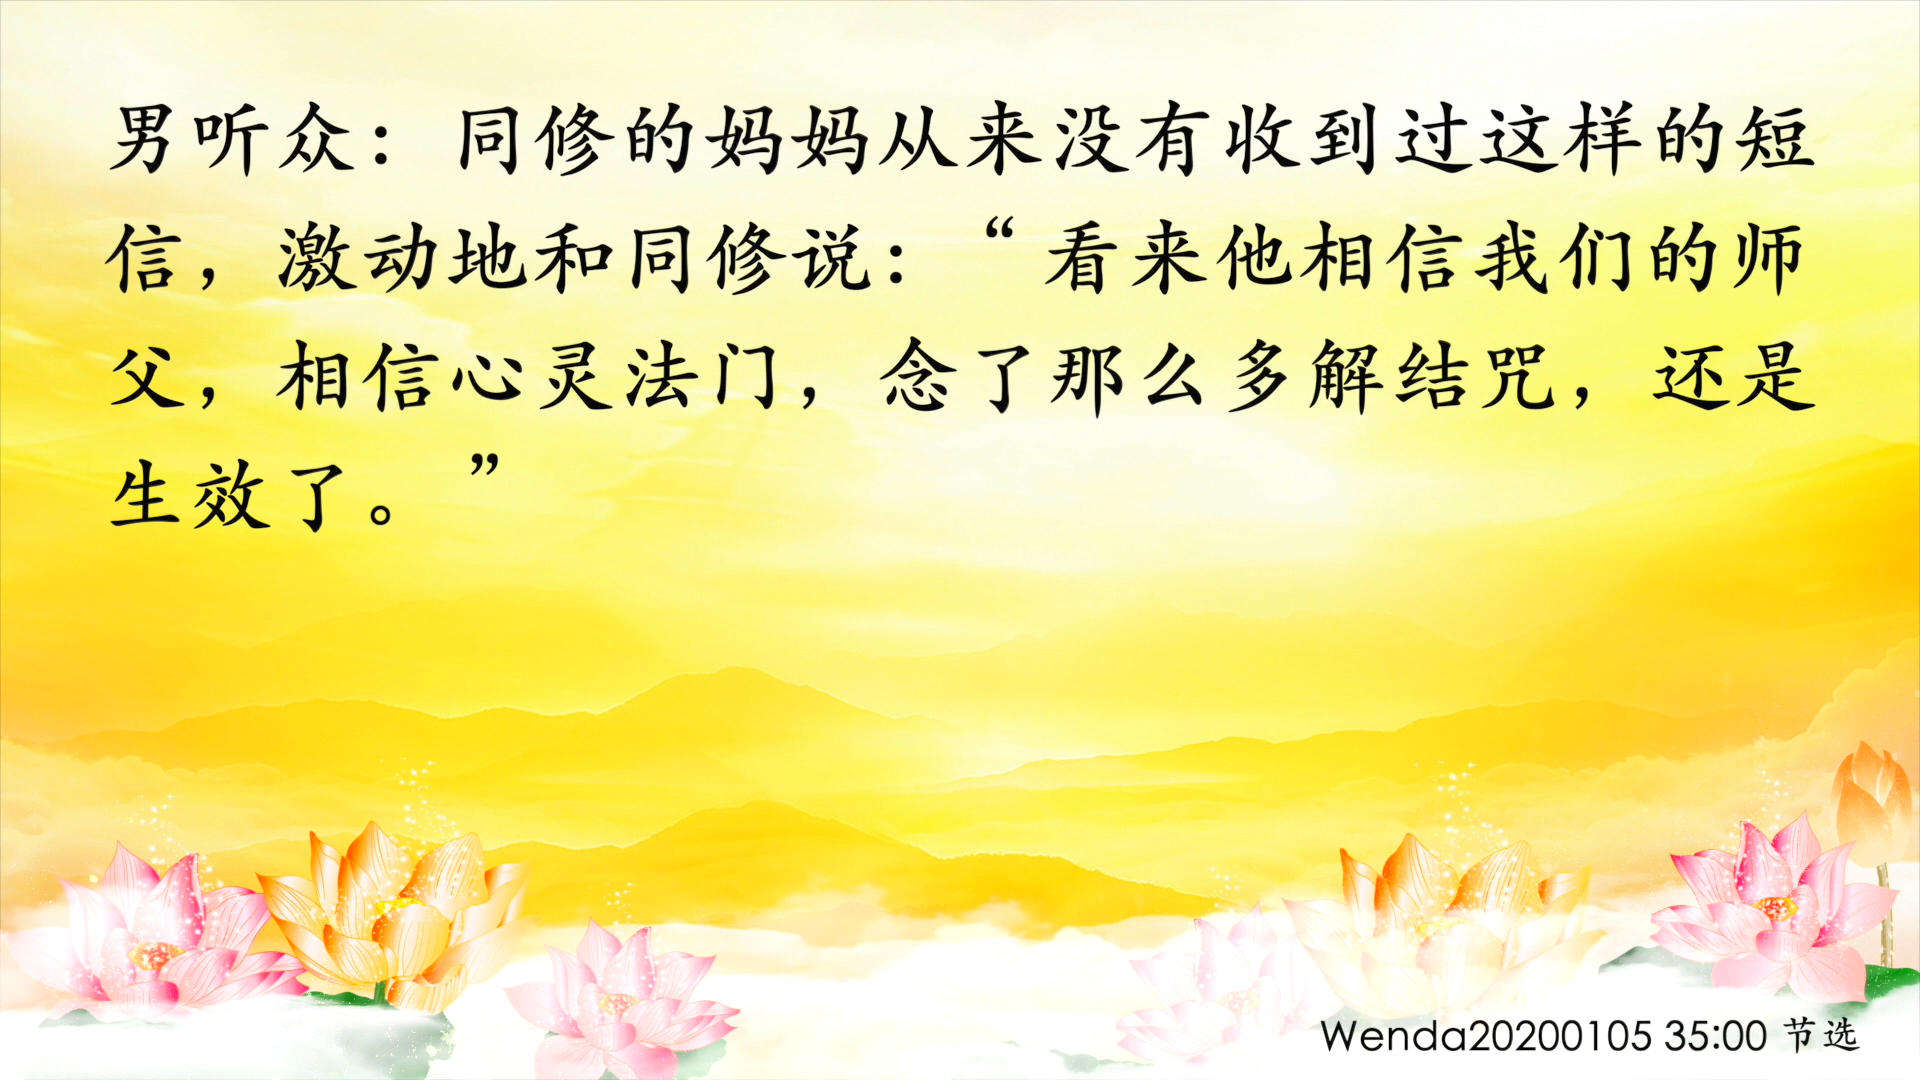 男听众：同修的妈妈从来没有收到过这样的短
信，激动地和同修说：“看来他相信我们的师
父，相信心灵法门，念了那么多解结咒，还是
生效了。”
Wenda20200105 35:00 节选